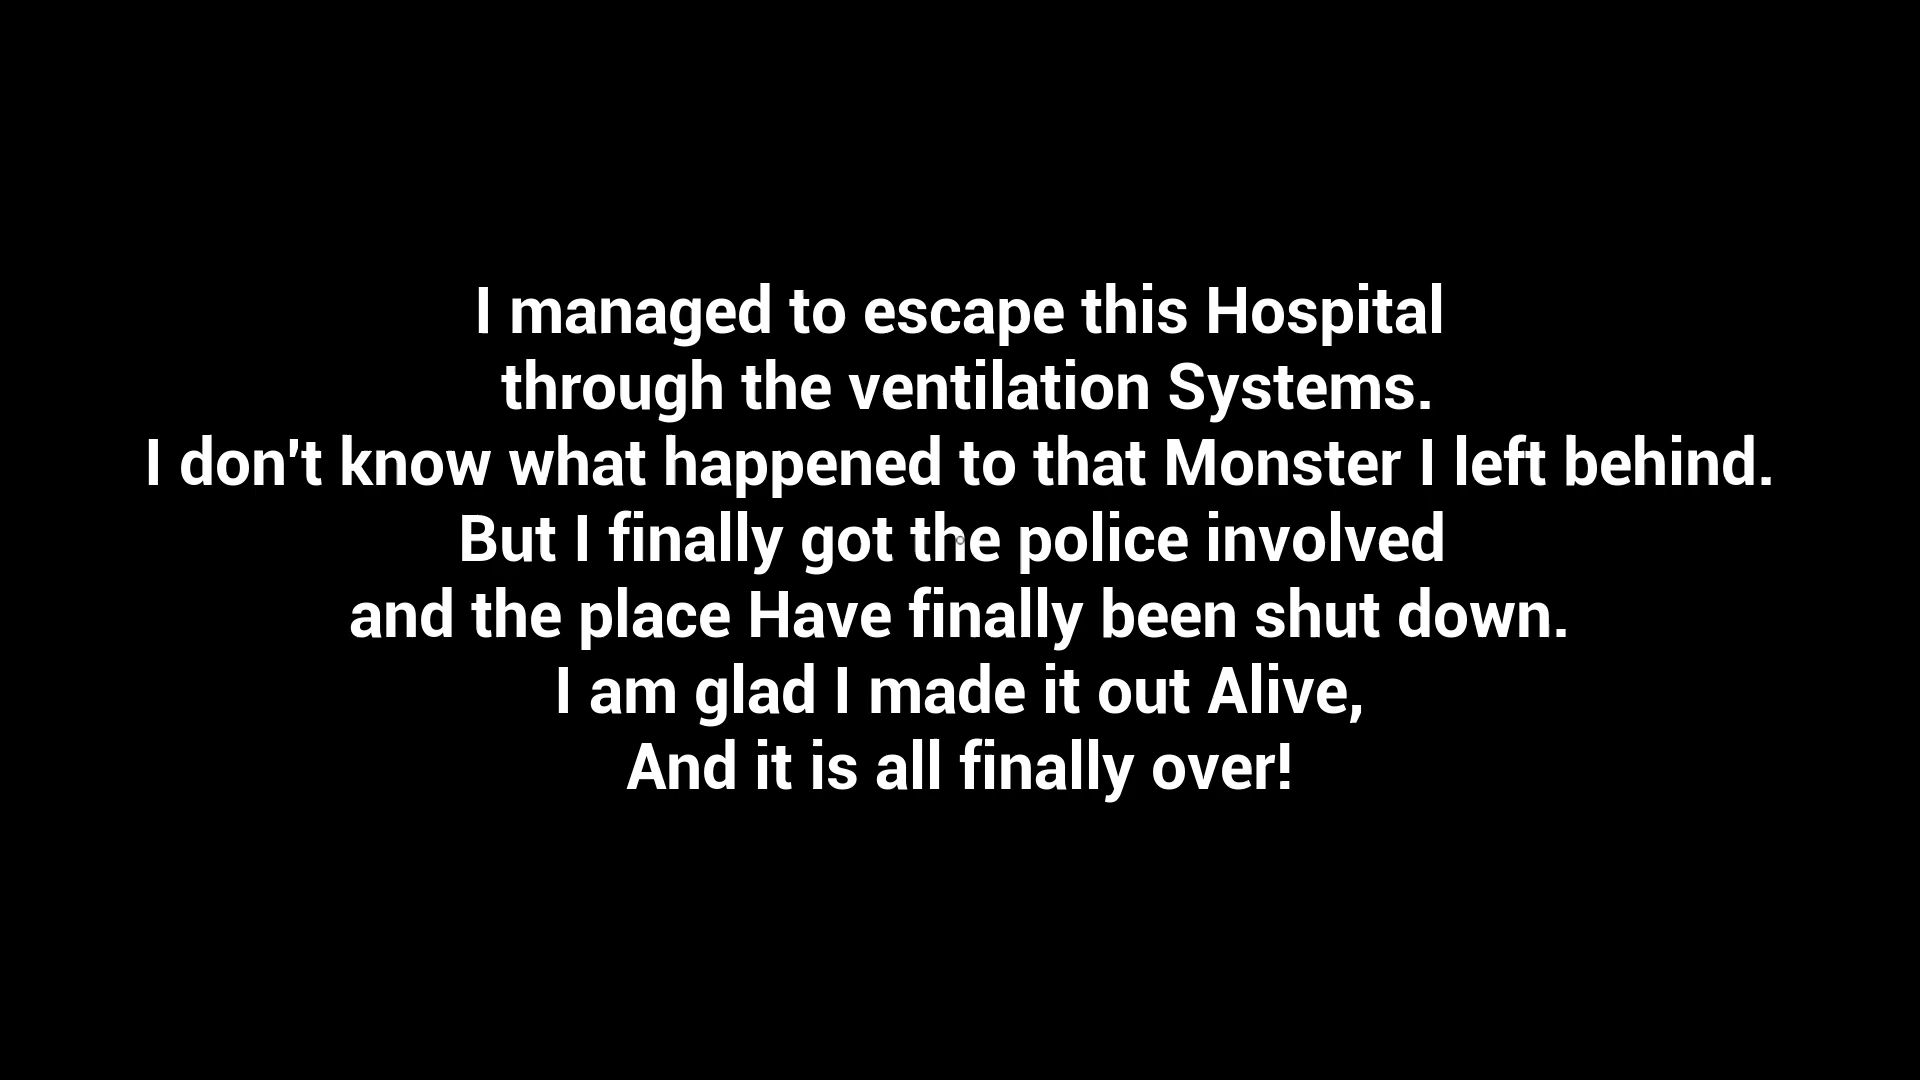 I managed to escape this Hospital
through the ventilation Systems.
I don't know what happened to that Monster I left behind.
But I finally got the police involved
and the place Have finally been shut down.
I am glad I made it out Alive,
And it is all finally over!